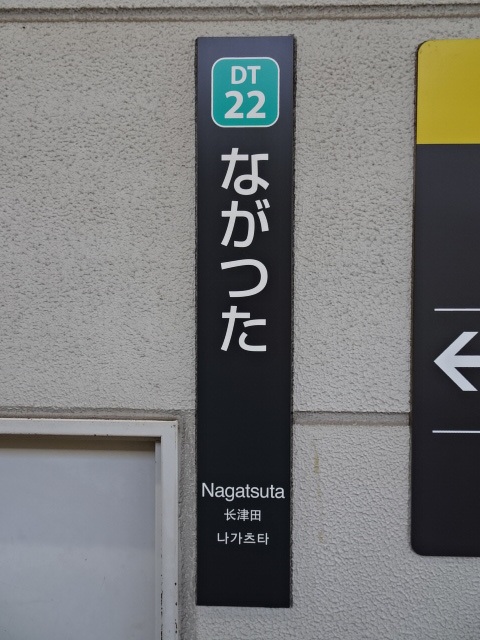 DT
22
ながつた
Nagatsuta
长津田
나가츠타